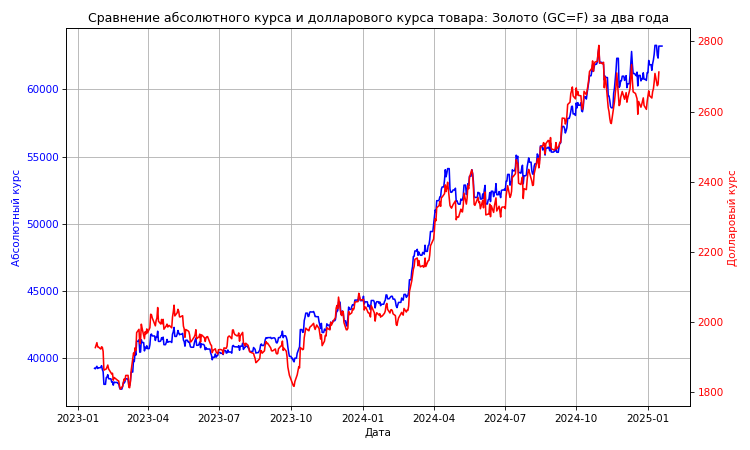 Сравнение абсолютного курса и долларового курса товара: Золото (GC=F) за два года
Абсолютный курс
60000
55000
50000
45000
40000
2800
2600
2400
2200
2000
1800
Долларовый курс
2023-01 2023-04 2023-07 2023-10 2024-01 2024-04 2024-07 2024-10 2025-01
Дата